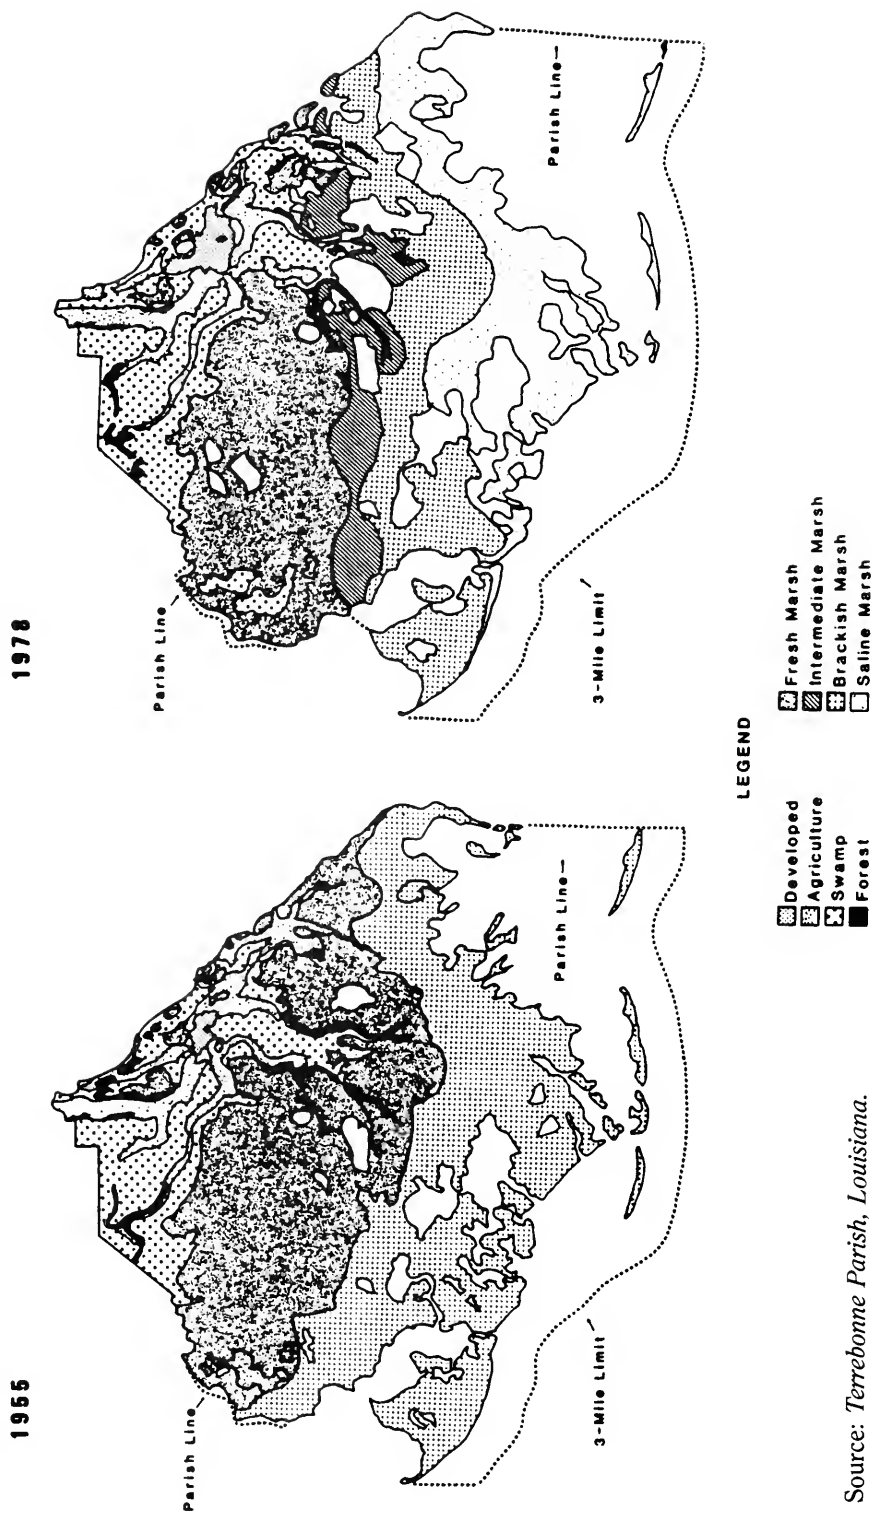 1955
1978
Parish Line
Parish Line
Parish Line
Parish Line
3-Mile Limit
3-Mile Limit
LEGEND
Developed
Agriculture
Swamp
Forest
Fresh Marsh
Intermediate Marsh
Brackish Marsh
Saline Marsh
Source: Terrebonne Parish, Louisiana.